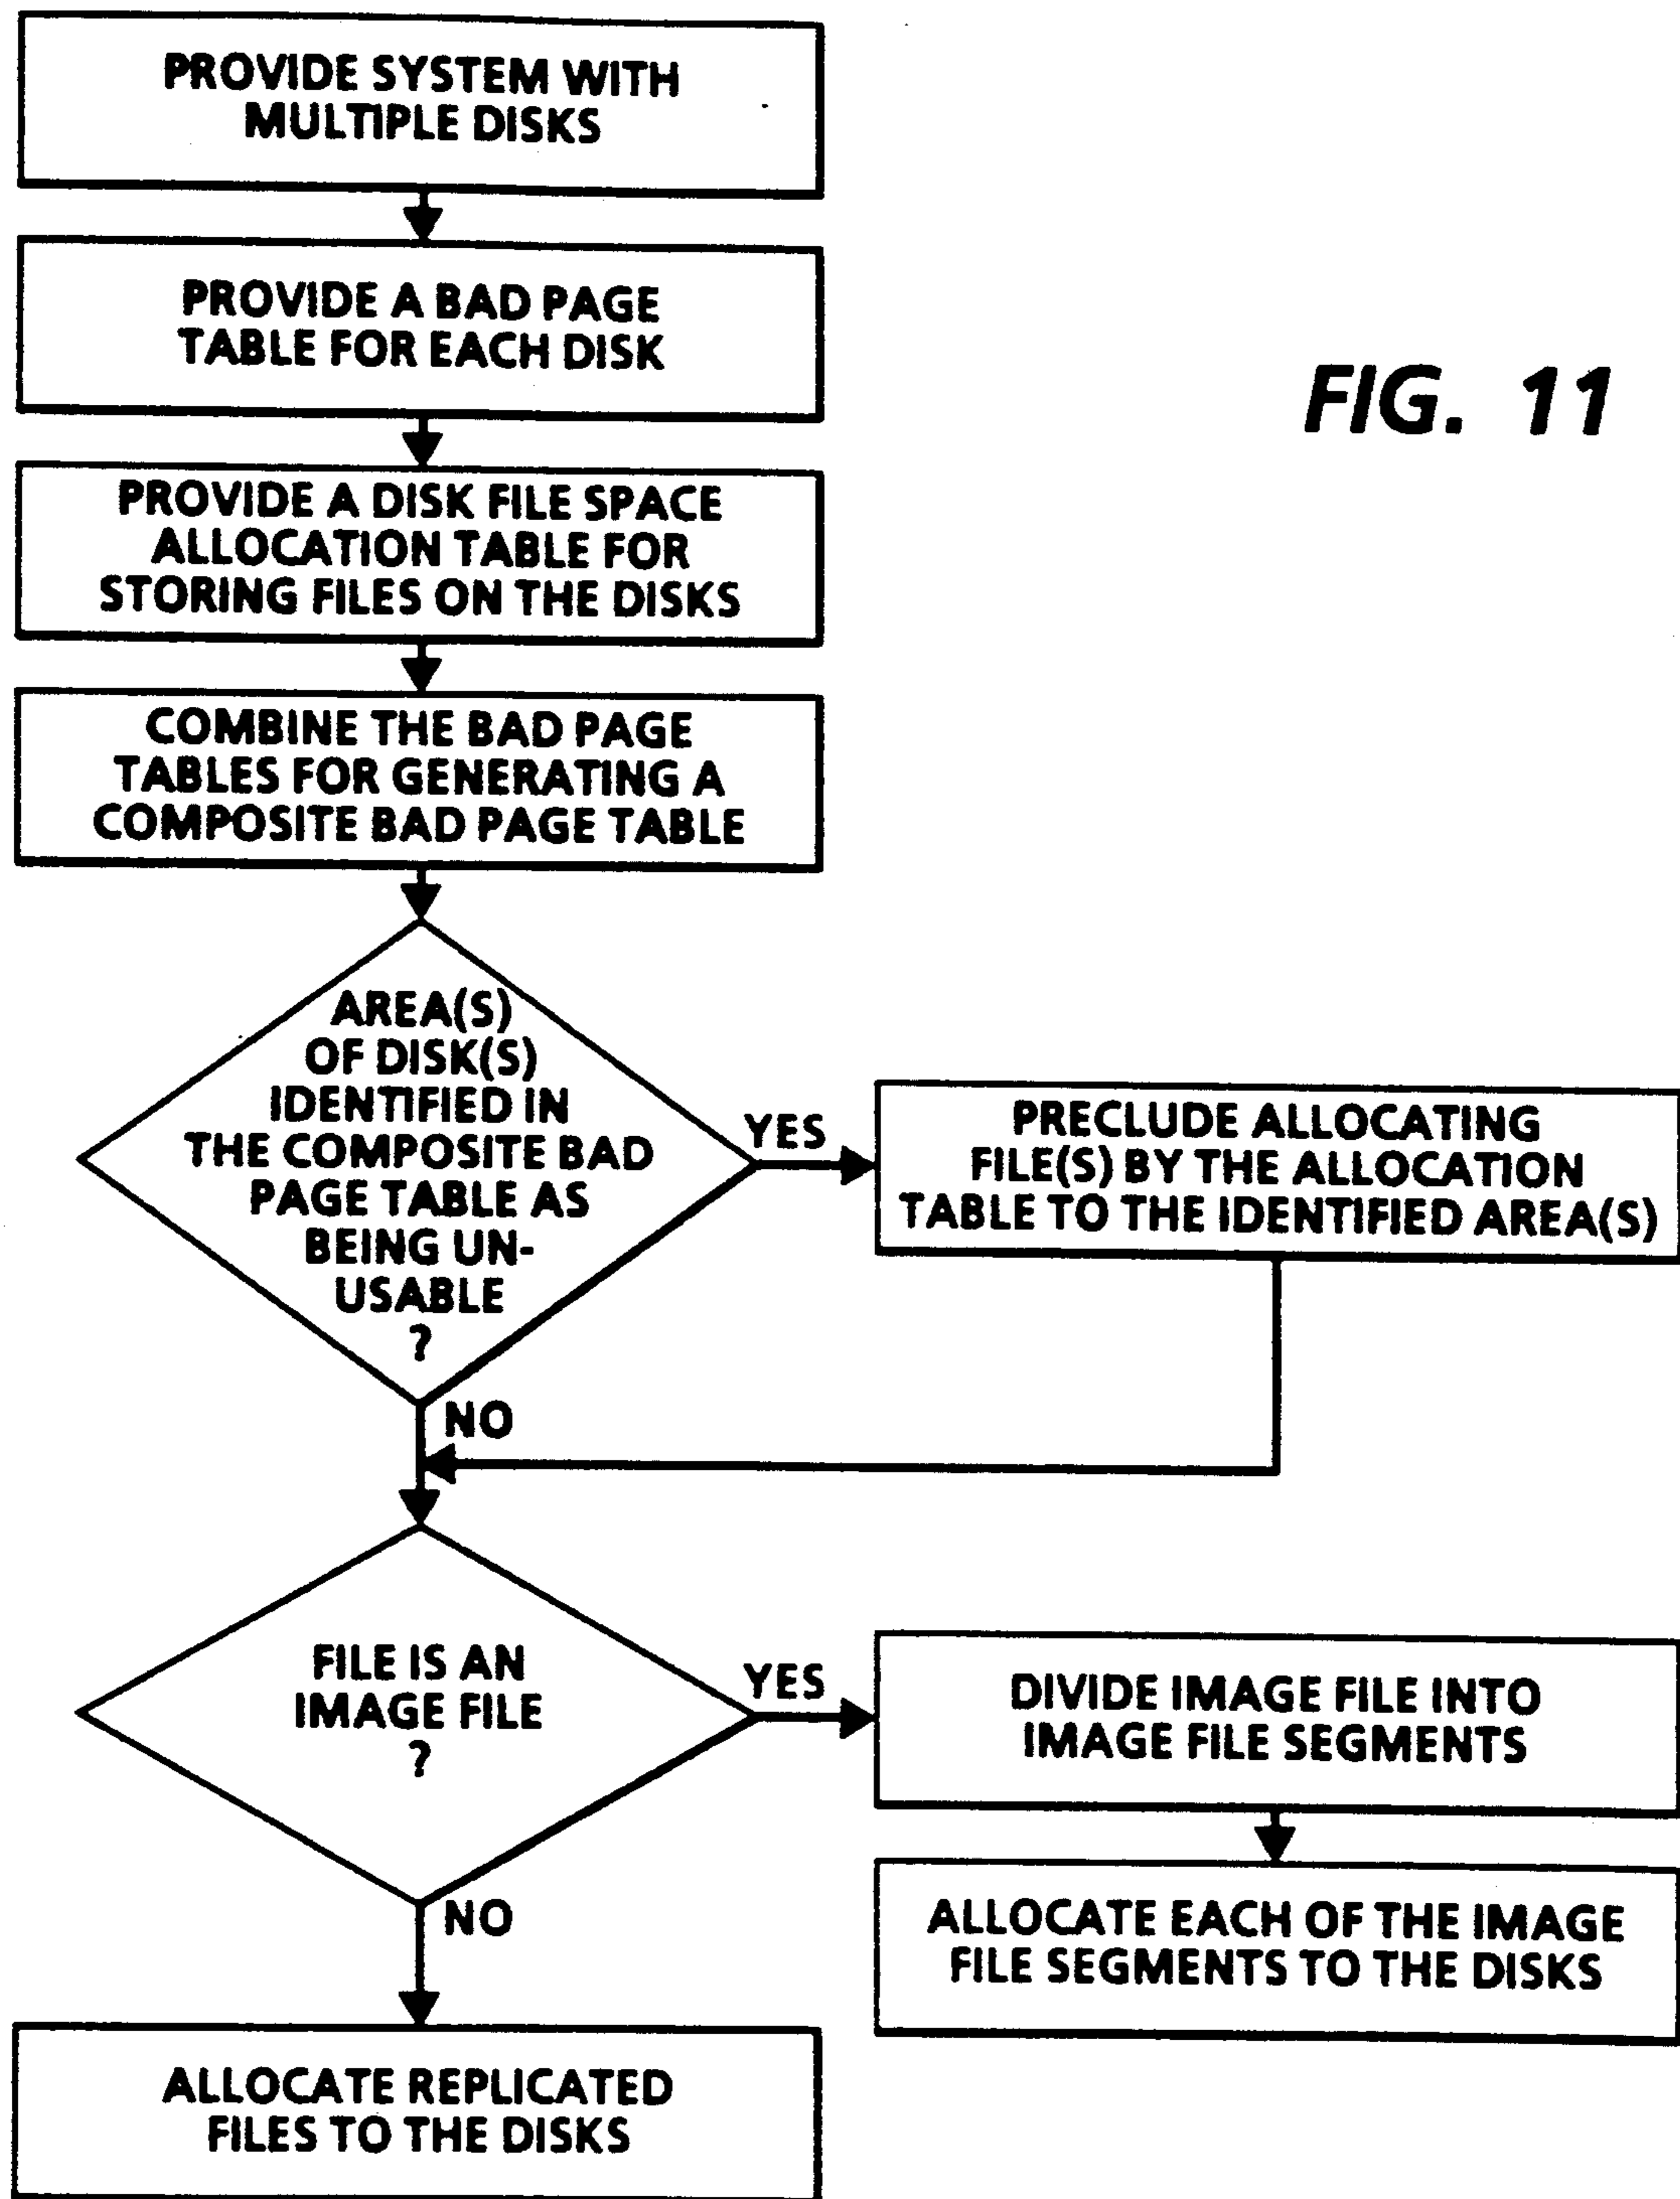 PROVIDE SYSTEM WITH
MULTIPLE DISKS
PROVIDE A BAD PAGE
TABLE FOR EACH DISK
FIG. 11
PROVIDE A DISK FILE SPACE
ALLOCATION TABLE FOR
STORING FILES ON THE DISKS
COMBINE THE BAD PAGE
TABLES FOR GENERATING A
COMPOSITE BAD PAGE TABLE
AREA(S)
OF DISK(S)
IDENTIFIED IN
THE COMPOSITE BAD
PAGE TABLE AS
BEING UN-
USABLE
?
YES
PRECLUDE ALLOCATING
FILE(S) BY THE ALLOCATION
TABLE TO THE IDENTIFIED AREA(S)
NO
FILE IS AN
IMAGE FILE
?
YES
DIVIDE IMAGE FILE INTO
IMAGE FILE SEGMENTS
ALLOCATE EACH OF THE IMAGE
FILE SEGMENTS TO THE DISKS
NO
ALLOCATE REPLICATED
FILES TO THE DISKS